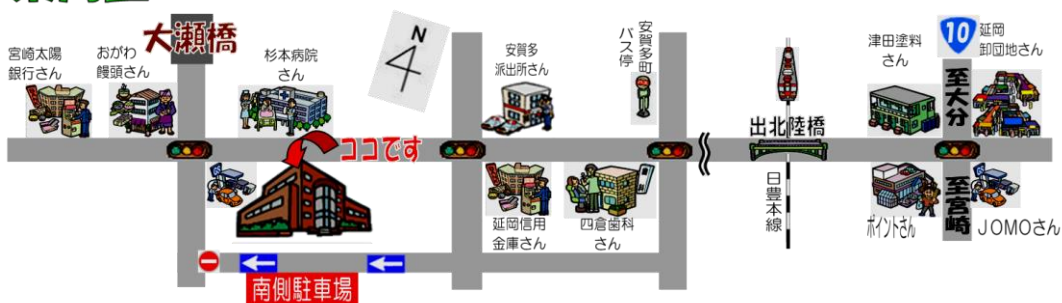 宮崎太陽
銀行さん
おがわ
饅頭さん
大瀬橋
杉本病院
さん
N
安賀多
派出所さん
安賀多町
バス停
津田塗料
さん
10
延岡
卸団地さん
至大分
ココです
出北陸橋
日豊本線
延岡信用
金庫さん
四倉歯科
さん
ポイントさん
至宮崎
JOMOさん
南側駐車場